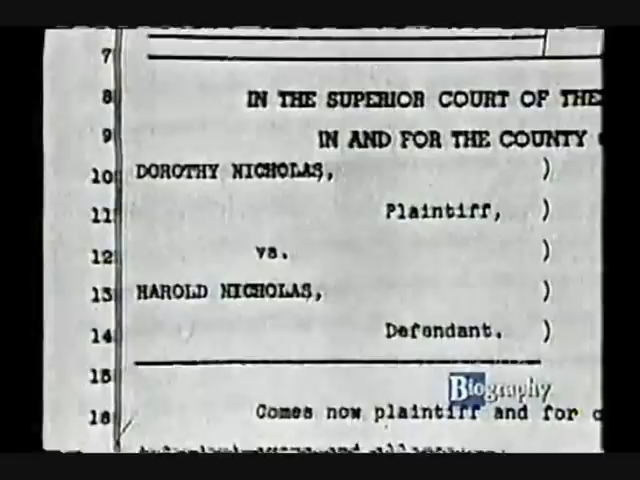 7
8 IN THE SUPERIOR COURT OF THE
9 IN AND FOR THE COUNTY
10 DOROTHY NICHOLAS, )
11 Plaintiff, )
12 vs. )
13 HAROLD NICHOLAS, )
14 Defendant. )
15
Biography
16 Comes now plaintiff and for